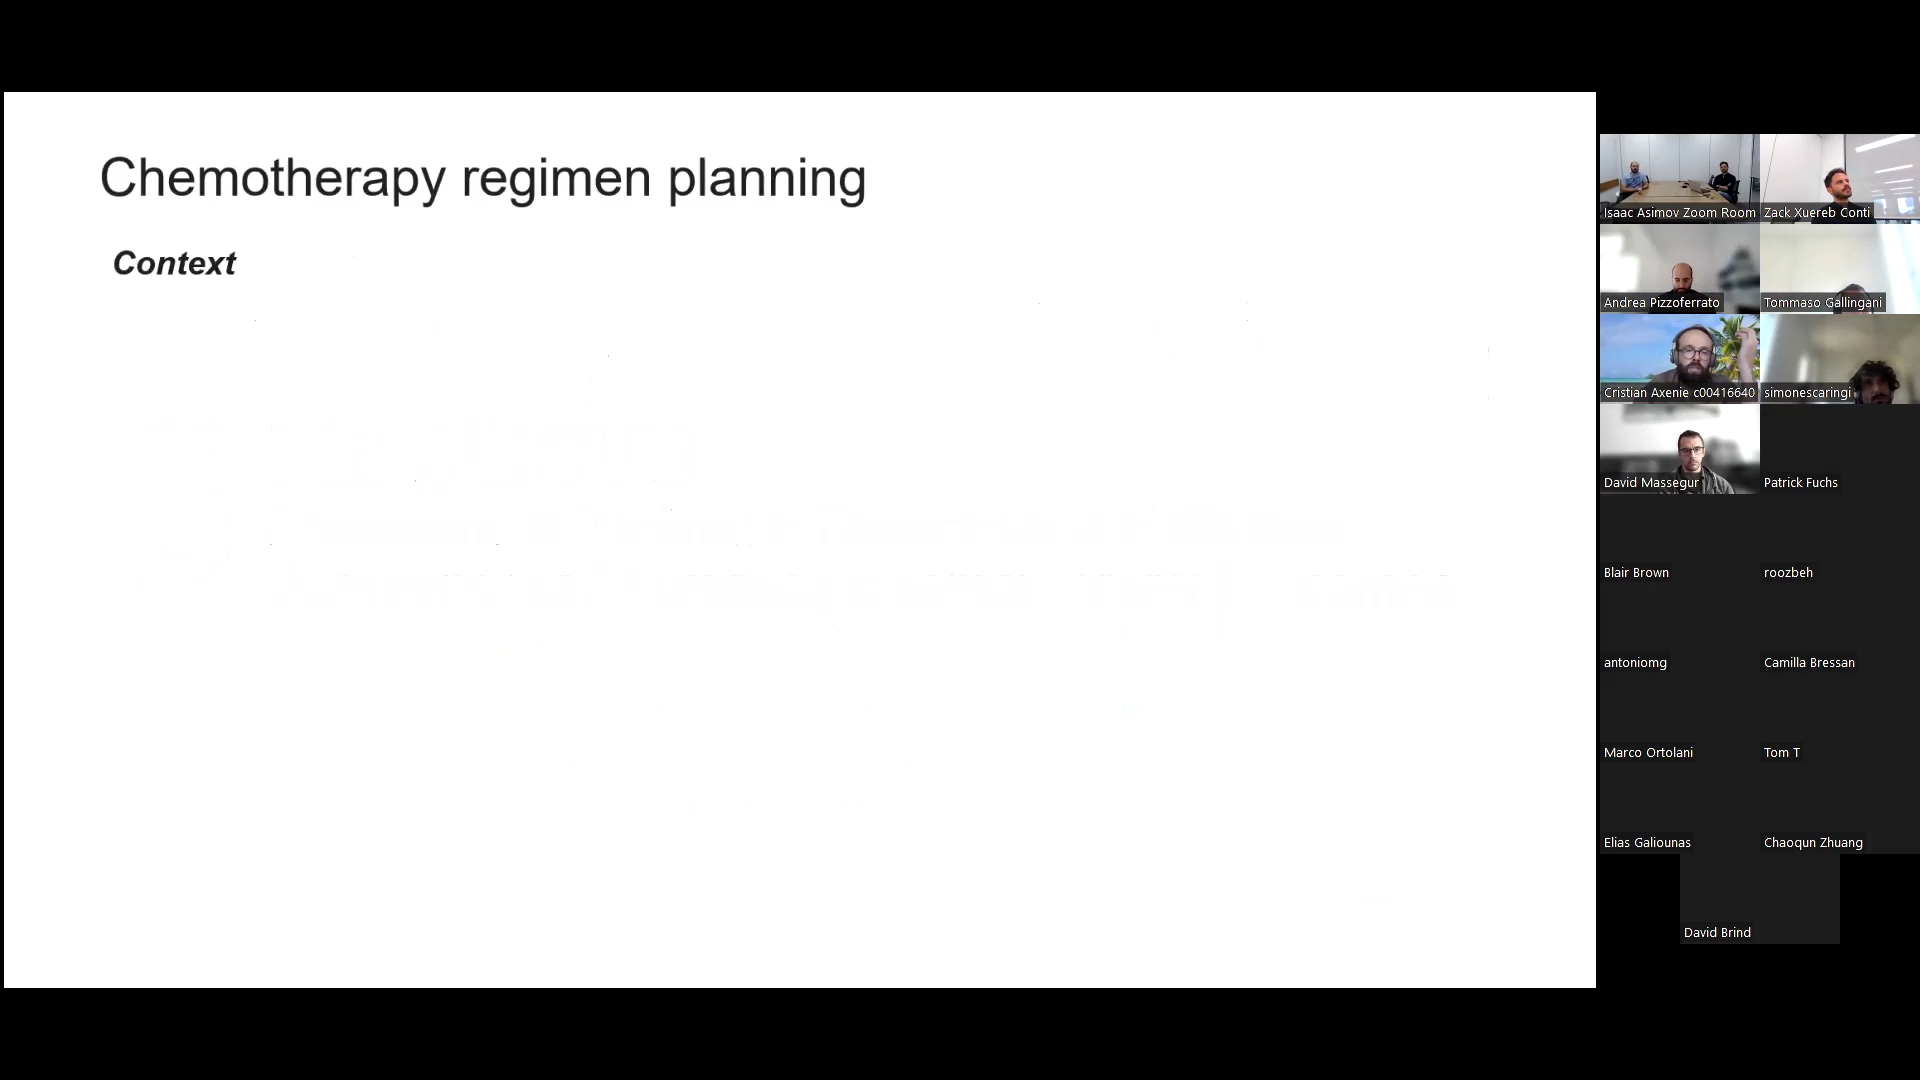 Chemotherapy regimen planning
Context
Isaac Asimov Zoom Room
Zack Xuereb Conti
Andrea Pizzoferrato
Tommaso Gallingani
Cristian Axenie c00416640
simonescaringi
David Massegur
Patrick Fuchs
Blair Brown
roozbeh
antoniomg
Camilla Bressan
Marco Ortolani
Tom T
Elias Galiounas
Chaoqun Zhuang
David Brind